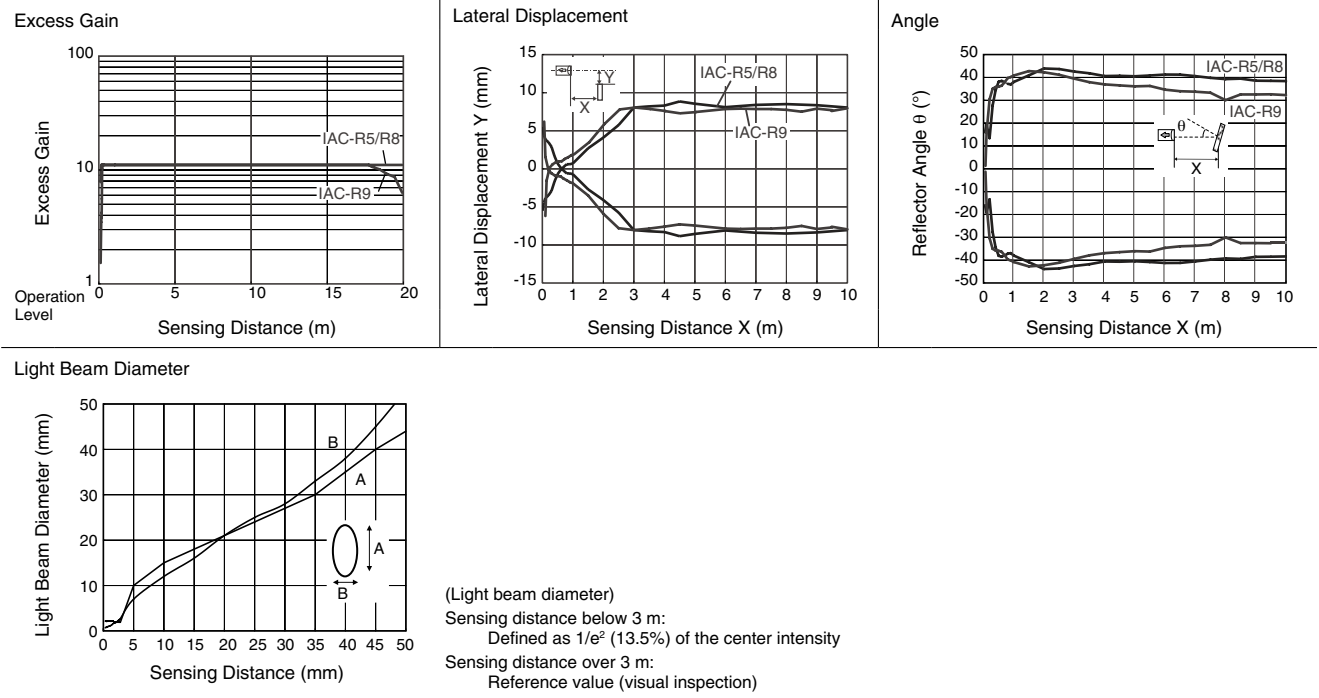 Excess Gain
100
10
1
Excess Gain
IAC-R5/R8
IAC-R9
Operation
Level
0 5 10 15 20
Sensing Distance (m)
Lateral Displacement
15
10
5
0
-5
-10
-15
Lateral Displacement Y (mm)
Y
X
IAC-R5/R8
IAC-R9
0 1 2 3 4 5 6 7 8 9 10
Sensing Distance X (m)
Angle
50
40
30
20
10
0
-10
-20
-30
-40
-50
Reflector Angle θ (°)
IAC-R5/R8
IAC-R9
θ
X
0 1 2 3 4 5 6 7 8 9 10
Sensing Distance X (m)
Light Beam Diameter
50
40
30
20
10
0
Light Beam Diameter (mm)
B
A
A
B
0 5 10 15 20 25 30 35 40 45 50
Sensing Distance (mm)
(Light beam diameter)
Sensing distance below 3 m:
Defined as 1/e² (13.5%) of the center intensity
Sensing distance over 3 m:
Reference value (visual inspection)